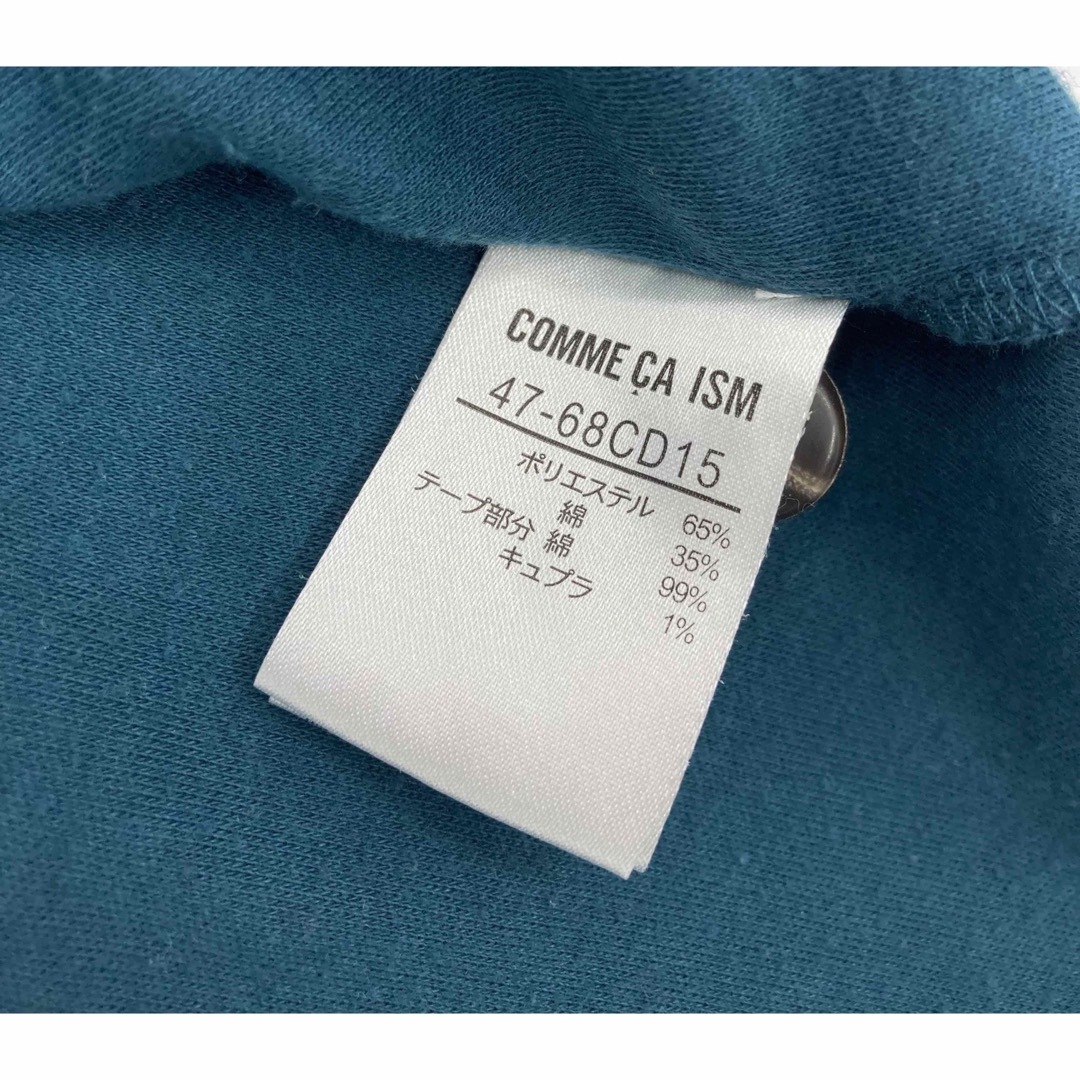 COMME ÇA ISM
47-68CD15
ポリエステル 65%
綿 35%
テープ部分 綿 99%
キュプラ 1%